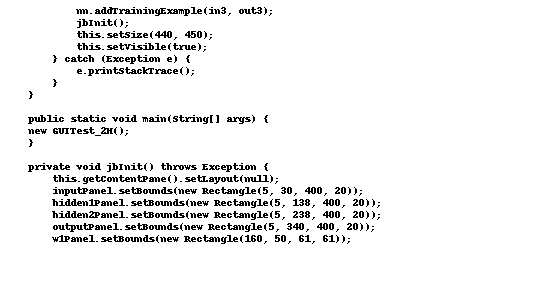 nn.addTrainingExample(in3, out3);
jbInit();
this.setSize(440, 450);
this.setVisible(true);
} catch (Exception e) {
e.printStackTrace();
}
}
public static void main(String[] args) {
new GUITest_2H();
}
private void jbInit() throws Exception {
this.getContentPane().setLayout(null);
inputPanel.setBounds(new Rectangle(5, 30, 400, 20));
hidden1Panel.setBounds(new Rectangle(5, 138, 400, 20));
hidden2Panel.setBounds(new Rectangle(5, 238, 400, 20));
outputPanel.setBounds(new Rectangle(5, 340, 400, 20));
w1Panel.setBounds(new Rectangle(160, 50, 61, 61));